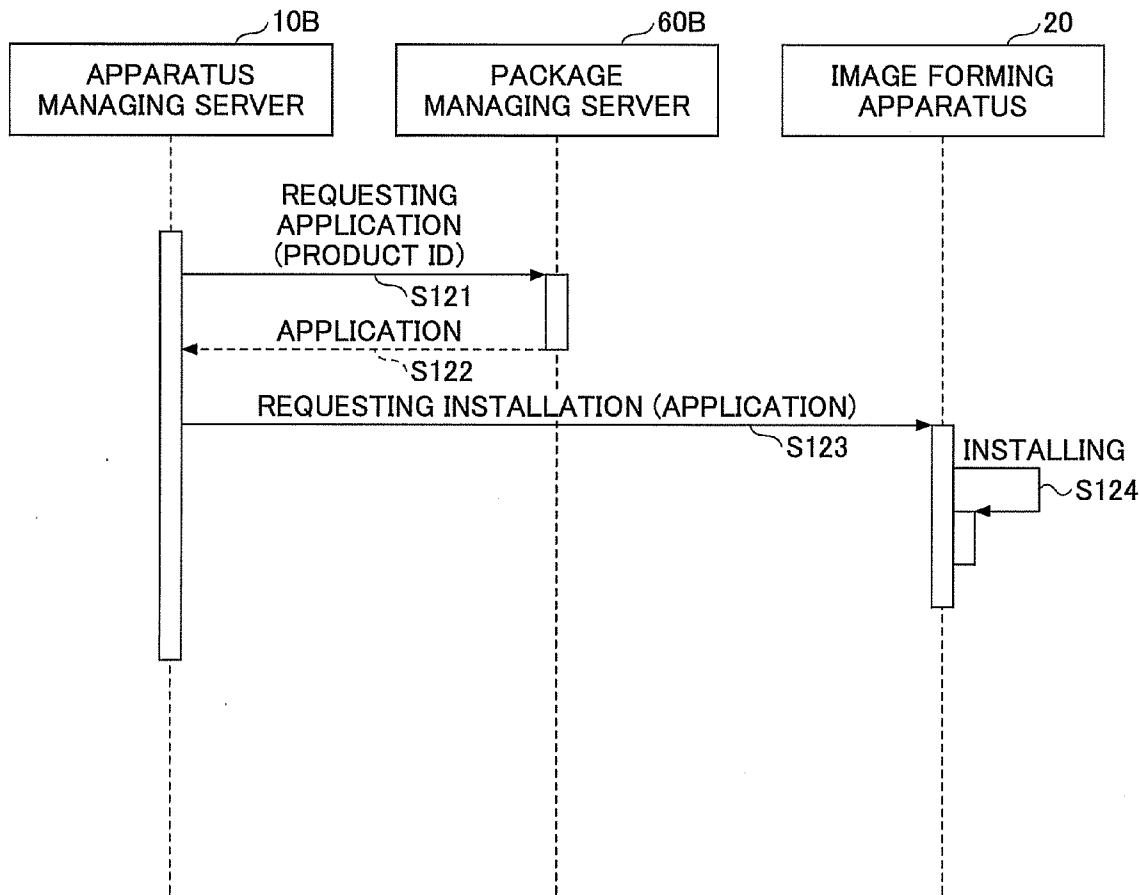 10B
60B
20
APPARATUS
MANAGING SERVER
PACKAGE
MANAGING SERVER
IMAGE FORMING
APPARATUS
REQUESTING
APPLICATION
(PRODUCT ID)
S121
APPLICATION
S122
REQUESTING INSTALLATION (APPLICATION)
S123
INSTALLING
S124